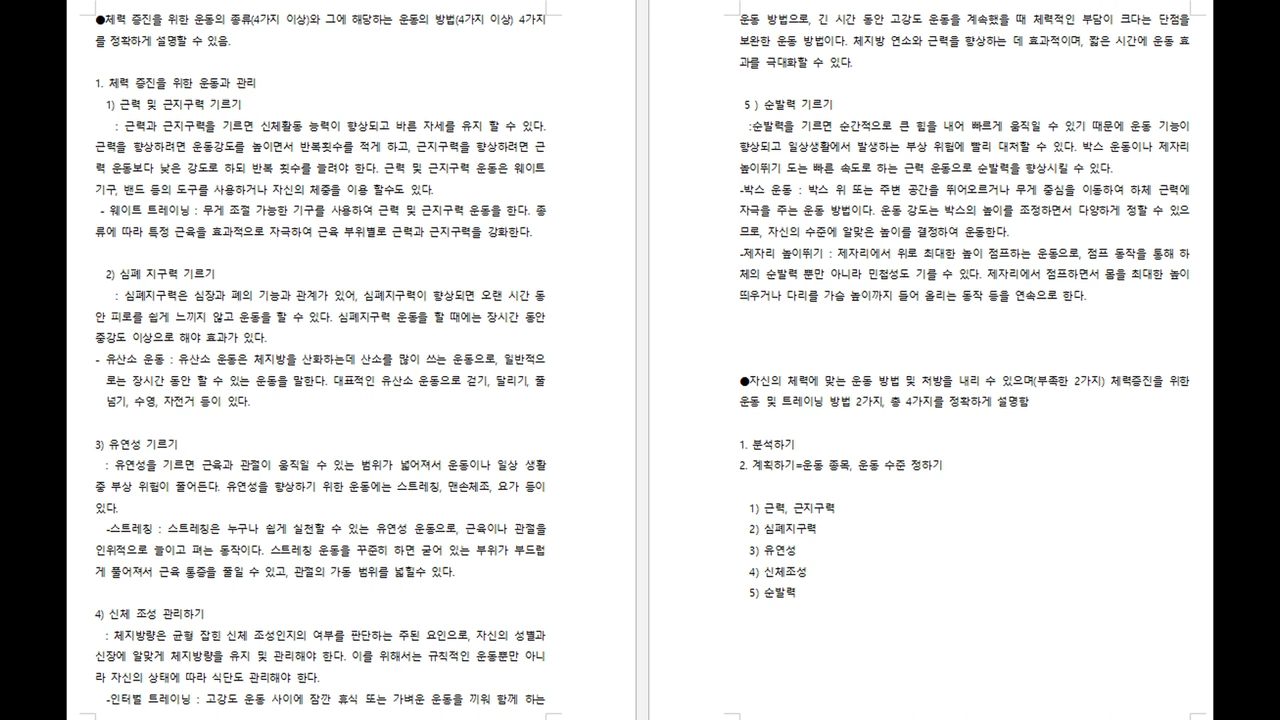 ●체력 증진을 위한 운동의 종류(4가지 이상)와 그에 해당하는 운동의 방법(4가지 이상) 4가지
를 정확하게 설명할 수 있음.
1. 체력 증진을 위한 운동과 관리
1) 근력 및 근지구력 기르기
: 근력과 근지구력을 기르면 신체활동 능력이 향상되고 바른 자세를 유지 할 수 있다.
근력을 향상하려면 운동강도를 높이면서 반복횟수를 적게 하고, 근지구력을 향상하려면 근
력 운동보다 낮은 강도로 하되 반복 횟수를 늘려야 한다. 근력 및 근지구력 운동은 웨이트
기구, 밴드 등의 도구를 사용하거나 자신의 체중을 이용 할수도 있다.
- 웨이트 트레이닝 : 무게 조절 가능한 기구를 사용하여 근력 및 근지구력 운동을 한다. 종
류에 따라 특정 근육을 효과적으로 자극하여 근육 부위별로 근력과 근지구력을 강화한다.
2) 심폐 지구력 기르기
: 심폐지구력은 심장과 폐의 기능과 관계가 있어, 심폐지구력이 향상되면 오랜 시간 동
안 피로를 쉽게 느끼지 않고 운동을 할 수 있다. 심폐지구력 운동을 할 때에는 장시간 동안
중강도 이상으로 해야 효과가 있다.
- 유산소 운동 : 유산소 운동은 체지방을 산화하는데 산소를 많이 쓰는 운동으로, 일반적으
로는 장시간 동안 할 수 있는 운동을 말한다. 대표적인 유산소 운동으로 걷기, 달리기, 줄
넘기, 수영, 자전거 등이 있다.
3) 유연성 기르기
: 유연성을 기르면 근육과 관절이 움직일 수 있는 범위가 넓어져서 운동이나 일상 생활
중 부상 위험이 줄어든다. 유연성을 향상하기 위한 운동에는 스트레칭, 맨손체조, 요가 등이
있다.
-스트레칭 : 스트레칭은 누구나 쉽게 실천할 수 있는 유연성 운동으로, 근육이나 관절을
인위적으로 늘이고 펴는 동작이다. 스트레칭 운동을 꾸준히 하면 굳어 있는 부위가 부드럽
게 풀어져서 근육 통증을 줄일 수 있고, 관절의 가동 범위를 넓힐수 있다.
4) 신체 조성 관리하기
: 체지방량은 균형 잡힌 신체 조성인지의 여부를 판단하는 주된 요인으로, 자신의 성별과
신장에 알맞게 체지방량을 유지 및 관리해야 한다. 이를 위해서는 규칙적인 운동뿐만 아니
라 자신의 상태에 따라 식단도 관리해야 한다.
-인터벌 트레이닝 : 고강도 운동 사이에 잠깐 휴식 또는 가벼운 운동을 끼워 함께 하는
운동 방법으로, 긴 시간 동안 고강도 운동을 계속했을 때 체력적인 부담이 크다는 단점을
보완한 운동 방법이다. 체지방 연소와 근력을 향상하는 데 효과적이며, 짧은 시간에 운동 효
과를 극대화할 수 있다.
5 ) 순발력 기르기
:순발력을 기르면 순간적으로 큰 힘을 내어 빠르게 움직일 수 있기 때문에 운동 기능이
향상되고 일상생활에서 발생하는 부상 위험에 빨리 대처할 수 있다. 박스 운동이나 제자리
높이뛰기 도는 빠른 속도로 하는 근력 운동으로 순발력을 향상시킬 수 있다.
-박스 운동 : 박스 위 또는 주변 공간을 뛰어오르거나 무게 중심을 이동하여 하체 근력에
자극을 주는 운동 방법이다. 운동 강도는 박스의 높이를 조정하면서 다양하게 정할 수 있으
므로, 자신의 수준에 알맞은 높이를 결정하여 운동한다.
-제자리 높이뛰기 : 제자리에서 위로 최대한 높이 점프하는 운동으로, 점프 동작을 통해 하
체의 순발력 뿐만 아니라 민첩성도 기를 수 있다. 제자리에서 점프하면서 몸을 최대한 높이
띄우거나 다리를 가슴 높이까지 들어 올리는 동작 등을 연속으로 한다.
●자신의 체력에 맞는 운동 방법 및 처방을 내리 수 있으며(부족한 2가지) 체력증진을 위한
운동 및 트레이닝 방법 2가지, 총 4가지를 정확하게 설명함
1. 분석하기
2. 계획하기=운동 종목, 운동 수준 정하기
1) 근력, 근지구력
2) 심폐지구력
3) 유연성
4) 신체조성
5) 순발력